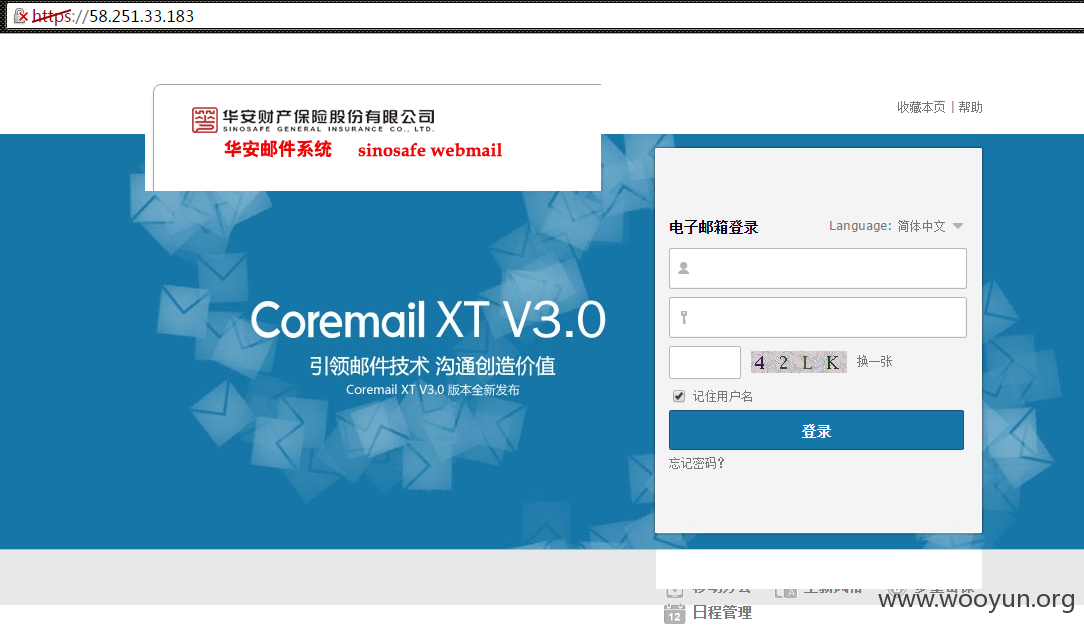 https://58.251.33.183
华安财产保险股份有限公司
SINOSAFE GENERAL INSURANCE CO., LTD.
华安邮件系统 sinosafe webmail
收藏本页 | 帮助
电子邮箱登录 Language: 简体中文
42LK 换一张
记住用户名
登录
忘记密码?
Coremail XT V3.0
引领邮件技术 沟通创造价值
Coremail XT V3.0 版本全新发布
12 日程管理
www.wooyun.org